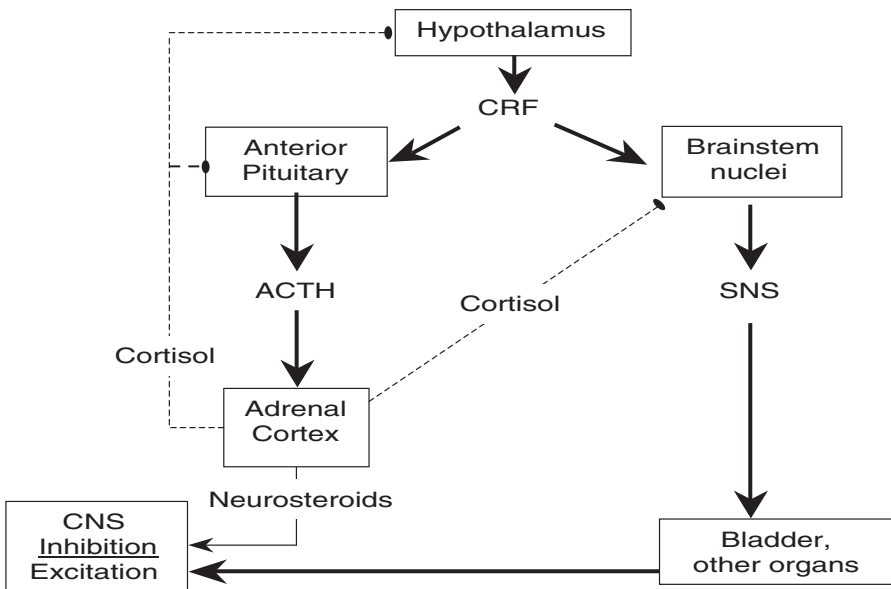 Hypothalamus
CRF
Anterior
Pituitary
Brainstem
nuclei
ACTH
Cortisol
SNS
Cortisol
Adrenal
Cortex
Neurosteroids
CNS
Inhibition
Excitation
Bladder,
other organs